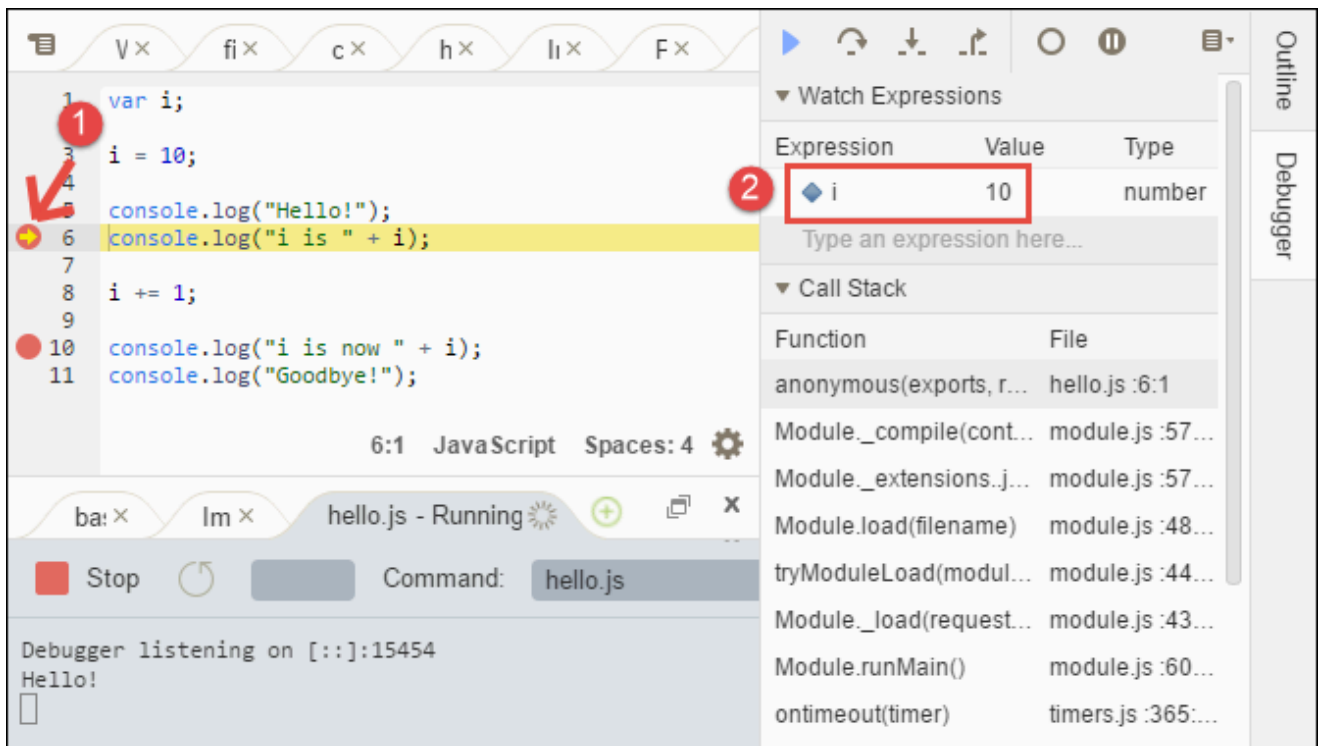 V × fi × c × h × lı × F ×
1 var i;
1
3 i = 10;
4
5 console.log("Hello!");
6 console.log("i is " + i);
7
8 i += 1;
9
10 console.log("i is now " + i);
11 console.log("Goodbye!");
6:1 JavaScript Spaces: 4
ba: × Im × hello.js - Running x
Stop Command: hello.js
Debugger listening on [::]:15454
Hello!
Watch Expressions
Expression Value Type
2 i 10 number
Type an expression here...
Call Stack
Function File
anonymous(exports, r... hello.js :6:1
Module._compile(cont... module.js :57...
Module._extensions..j... module.js :57...
Module.load(filename) module.js :48...
tryModuleLoad(modul... module.js :44...
Module._load(request... module.js :43...
Module.runMain() module.js :60...
ontimeout(timer) timers.js :365:...
Outline
Debugger